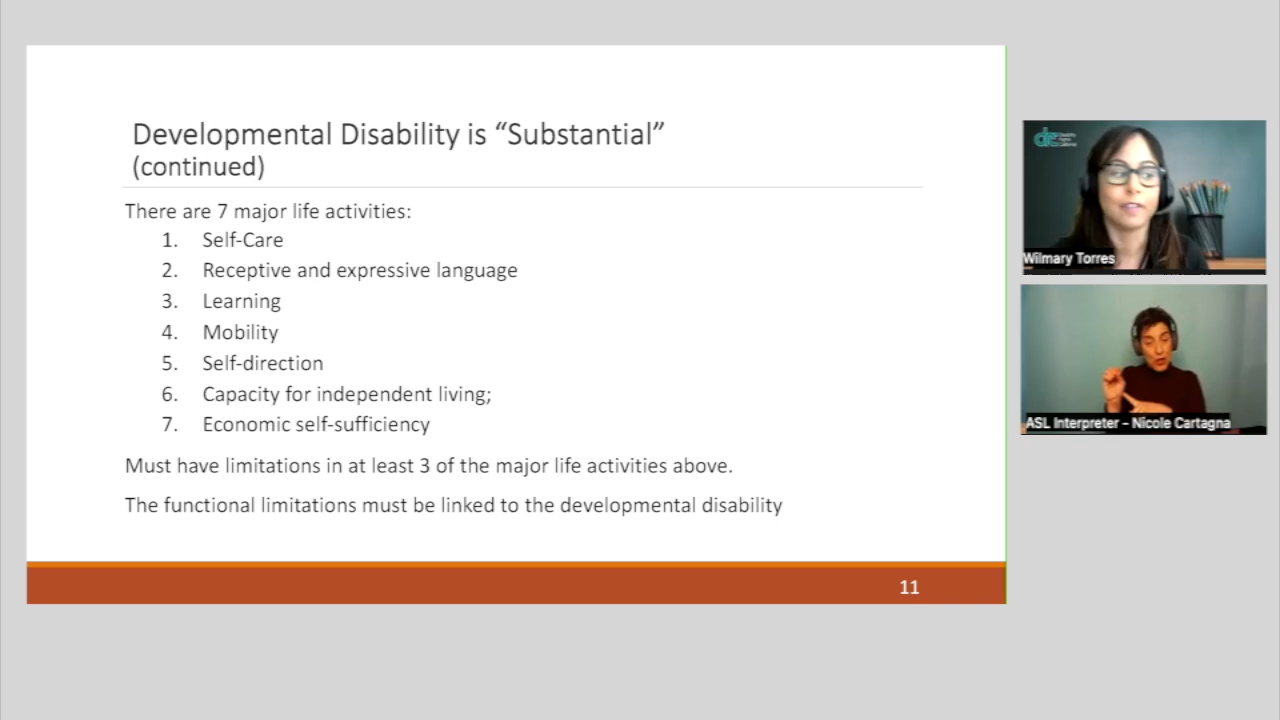 Developmental Disability is “Substantial”
(continued)
There are 7 major life activities:
1. Self-Care
2. Receptive and expressive language
3. Learning
4. Mobility
5. Self-direction
6. Capacity for independent living;
7. Economic self-sufficiency
Must have limitations in at least 3 of the major life activities above.
The functional limitations must be linked to the developmental disability
11
Wilmary Torres
ASL Interpreter - Nicole Cartagna